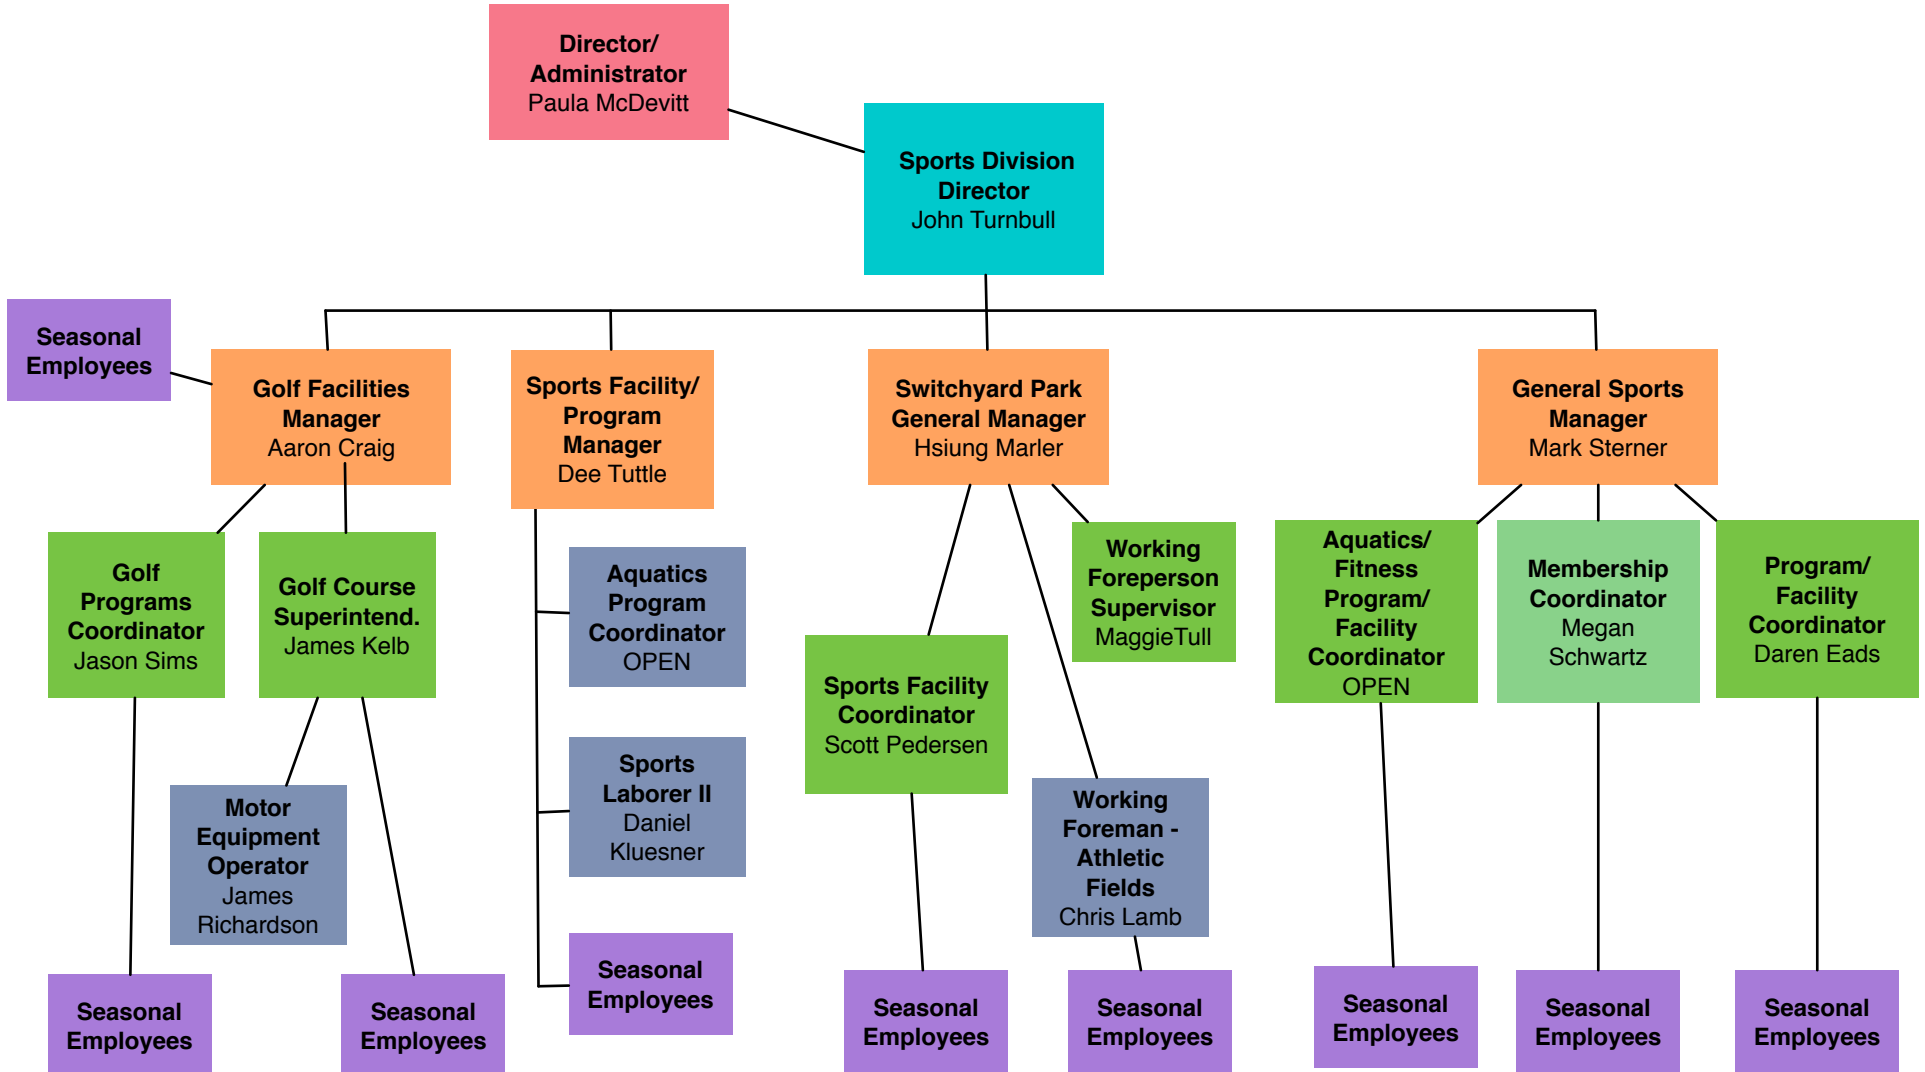 Director/
Administrator
Paula McDevitt
Sports Division
Director
John Turnbull
Seasonal
Employees
Golf Facilities
Manager
Aaron Craig
Sports Facility/
Program
Manager
Dee Tuttle
Switchyard Park
General Manager
Hsiung Marler
General Sports
Manager
Mark Sterner
Golf
Programs
Coordinator
Jason Sims
Golf Course
Superintend.
James Kelb
Aquatics
Program
Coordinator
OPEN
Working
Foreperson
Supervisor
MaggieTull
Aquatics/
Fitness
Program/
Facility
Coordinator
OPEN
Membership
Coordinator
Megan
Schwartz
Program/
Facility
Coordinator
Daren Eads
Sports Facility
Coordinator
Scott Pedersen
Motor
Equipment
Operator
James
Richardson
Sports
Laborer II
Daniel
Kluesner
Working
Foreman -
Athletic
Fields
Chris Lamb
Seasonal
Employees
Seasonal
Employees
Seasonal
Employees
Seasonal
Employees
Seasonal
Employees
Seasonal
Employees
Seasonal
Employees
Seasonal
Employees